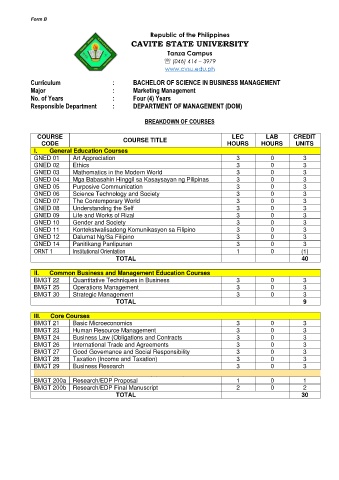 Form B
Republic of the Philippines
CAVITE STATE UNIVERSITY
Tanza Campus
☏ (046) 414 – 3979
www.cvsu.edu.ph
Curriculum : BACHELOR OF SCIENCE IN BUSINESS MANAGEMENT
Major : Marketing Management
No. of Years : Four (4) Years
Responsible Department : DEPARTMENT OF MANAGEMENT (DOM)
BREAKDOWN OF COURSES
COURSE CODE COURSE TITLE LEC HOURS LAB HOURS CREDIT UNITS
I. General Education Courses
GNED 01 Art Appreciation 3 0 3
GNED 02 Ethics 3 0 3
GNED 03 Mathematics in the Modern World 3 0 3
GNED 04 Mga Babasahin Hinggil sa Kasaysayan ng Pilipinas 3 0 3
GNED 05 Purposive Communication 3 0 3
GNED 06 Science Technology and Society 3 0 3
GNED 07 The Contemporary World 3 0 3
GNED 08 Understanding the Self 3 0 3
GNED 09 Life and Works of Rizal 3 0 3
GNED 10 Gender and Society 3 0 3
GNED 11 Kontekstwalisadong Komunikasyon sa Filipino 3 0 3
GNED 12 Dalumat Ng/Sa Filipino 3 0 3
GNED 14 Panitikang Panlipunan 3 0 3
ORNT 1 Institutional Orientation 1 0 (1)
TOTAL 40
II. Common Business and Management Education Courses
BMGT 22 Quantitative Techniques in Business 3 0 3
BMGT 25 Operations Management 3 0 3
BMGT 30 Strategic Management 3 0 3
TOTAL 9
III. Core Courses
BMGT 21 Basic Microeconomics 3 0 3
BMGT 23 Human Resource Management 3 0 3
BMGT 24 Business Law (Obligations and Contracts 3 0 3
BMGT 26 International Trade and Agreements 3 0 3
BMGT 27 Good Governance and Social Responsibility 3 0 3
BMGT 28 Taxation (Income and Taxation) 3 0 3
BMGT 29 Business Research 3 0 3
BMGT 200a Research/EDP Proposal 1 0 1
BMGT 200b Research/EDP Final Manuscript 2 0 2
TOTAL 30